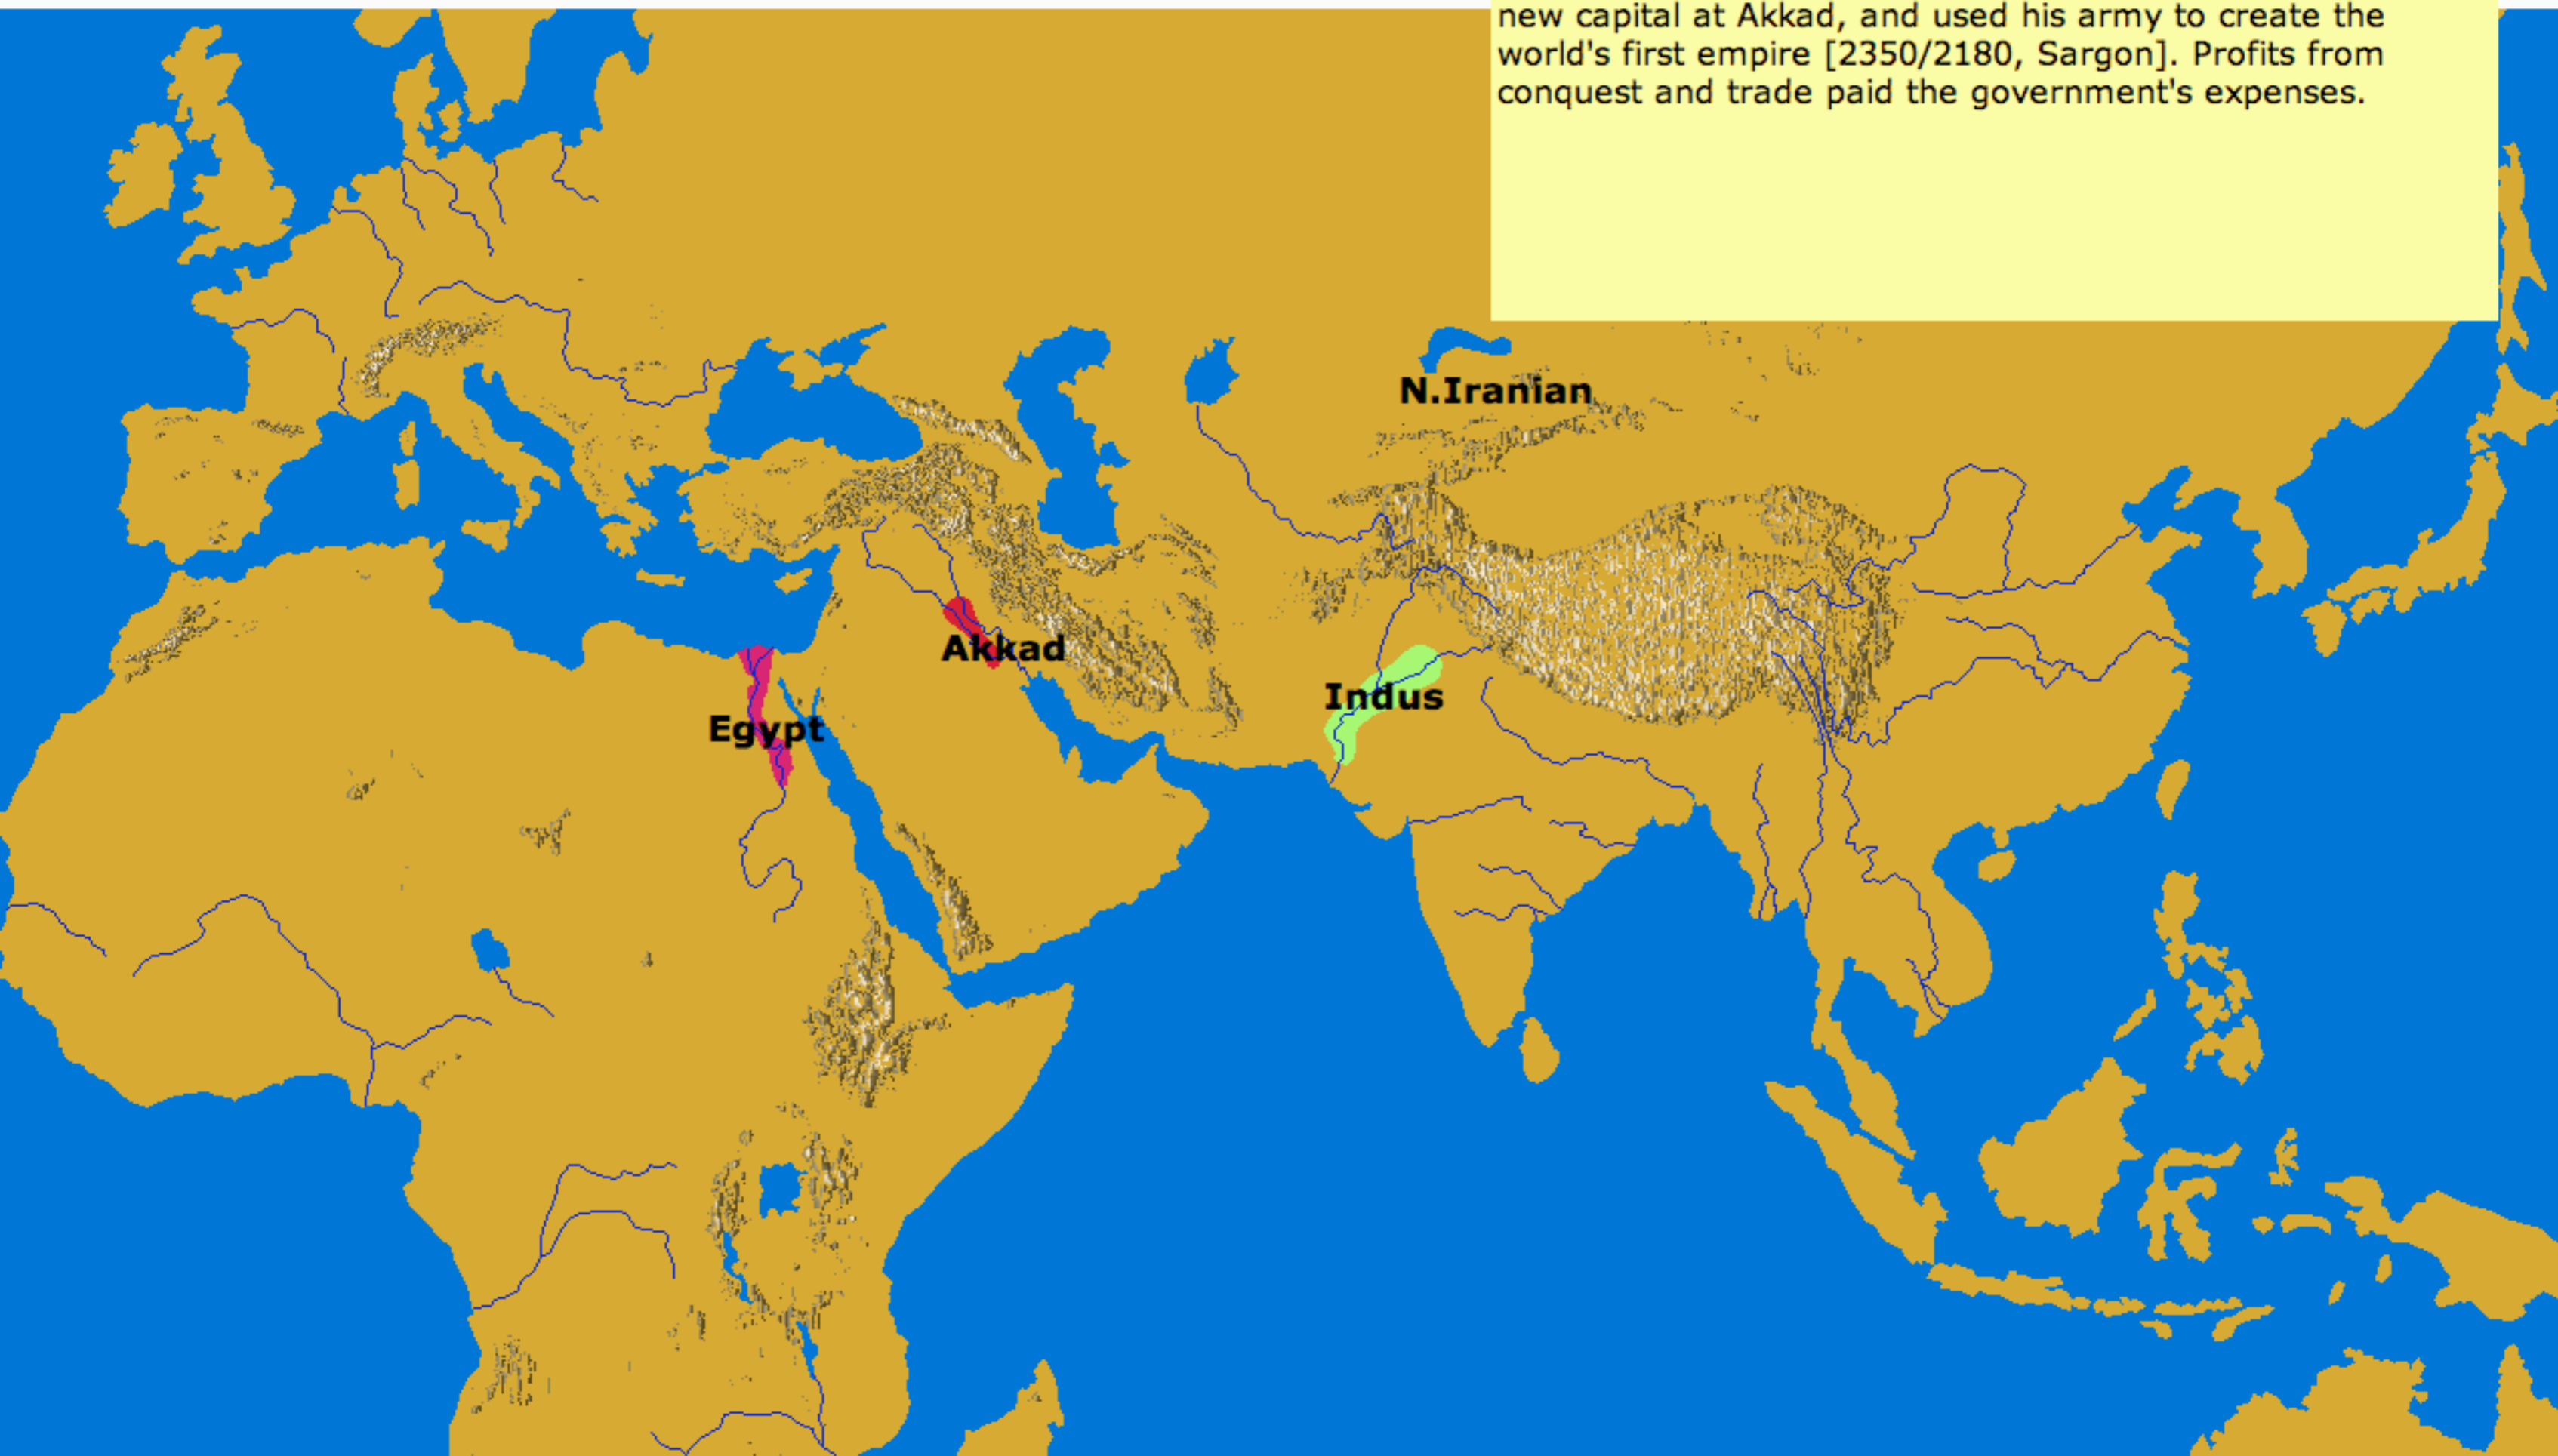 new capital at Akkad, and used his army to create the
world's first empire [2350/2180, Sargon]. Profits from
conquest and trade paid the government's expenses.
N.Iranian
Akkad
Indus
Egypt